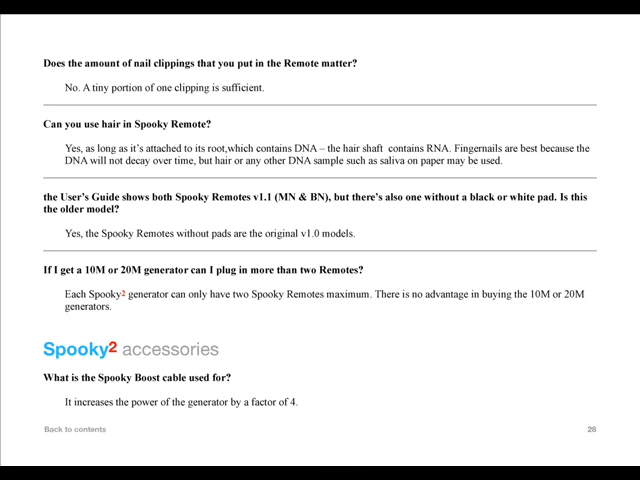 Does the amount of nail clippings that you put in the Remote matter?
No. A tiny portion of one clipping is sufficient.
Can you use hair in Spooky Remote?
Yes, as long as it's attached to its root,which contains DNA – the hair shaft  contains RNA. Fingernails are best because the
DNA will not decay over time, but hair or any other DNA sample such as saliva on paper may be used.
the User's Guide shows both Spooky Remotes v1.1 (MN & BN), but there's also one without a black or white pad. Is this
the older model?
Yes, the Spooky Remotes without pads are the original v1.0 models.
If I get a 10M or 20M generator can I plug in more than two Remotes?
Each Spooky2 generator can only have two Spooky Remotes maximum. There is no advantage in buying the 10M or 20M
generators.
Spooky2 accessories
What is the Spooky Boost cable used for?
It increases the power of the generator by a factor of 4.
Back to contents 28